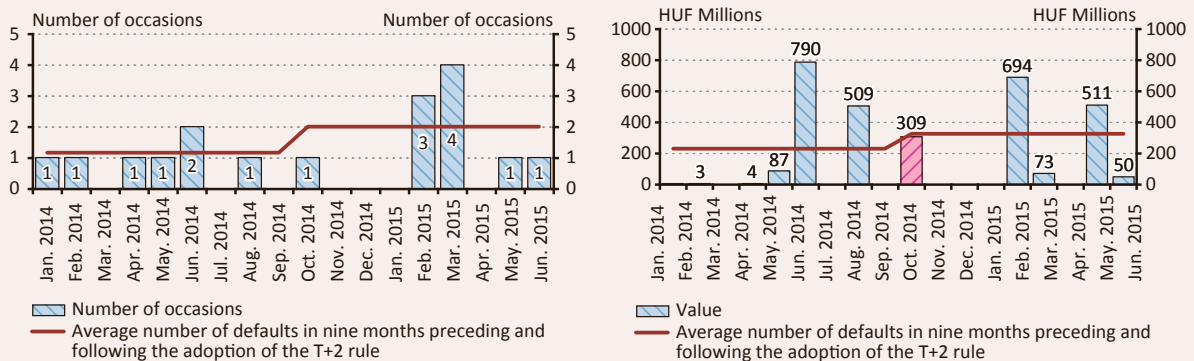 Number of occasions
Number of occasions
5
4
3
2
1
0
1
1
1
1
2
1
1
3
4
1
1
5
4
3
2
1
0
Jan. 2014
Feb. 2014
Mar. 2014
Apr. 2014
May. 2014
Jun. 2014
Jul. 2014
Aug. 2014
Sep. 2014
Oct. 2014
Nov. 2014
Dec. 2014
Jan. 2015
Feb. 2015
Mar. 2015
Apr. 2015
May. 2015
Jun. 2015
Number of occasions
Average number of defaults in nine months preceding and
following the adoption of the T+2 rule
HUF Millions
HUF Millions
1000
800
600
400
200
0
3
4
87
790
509
309
694
73
511
50
1000
800
600
400
200
0
Jan. 2014
Feb. 2014
Mar. 2014
Apr. 2014
May. 2014
Jun. 2014
Jul. 2014
Aug. 2014
Sep. 2014
Oct. 2014
Nov. 2014
Dec. 2014
Jan. 2015
Feb. 2015
Mar. 2015
Apr. 2015
May. 2015
Jun. 2015
Value
Average number of defaults in nine months preceding and
following the adoption of the T+2 rule